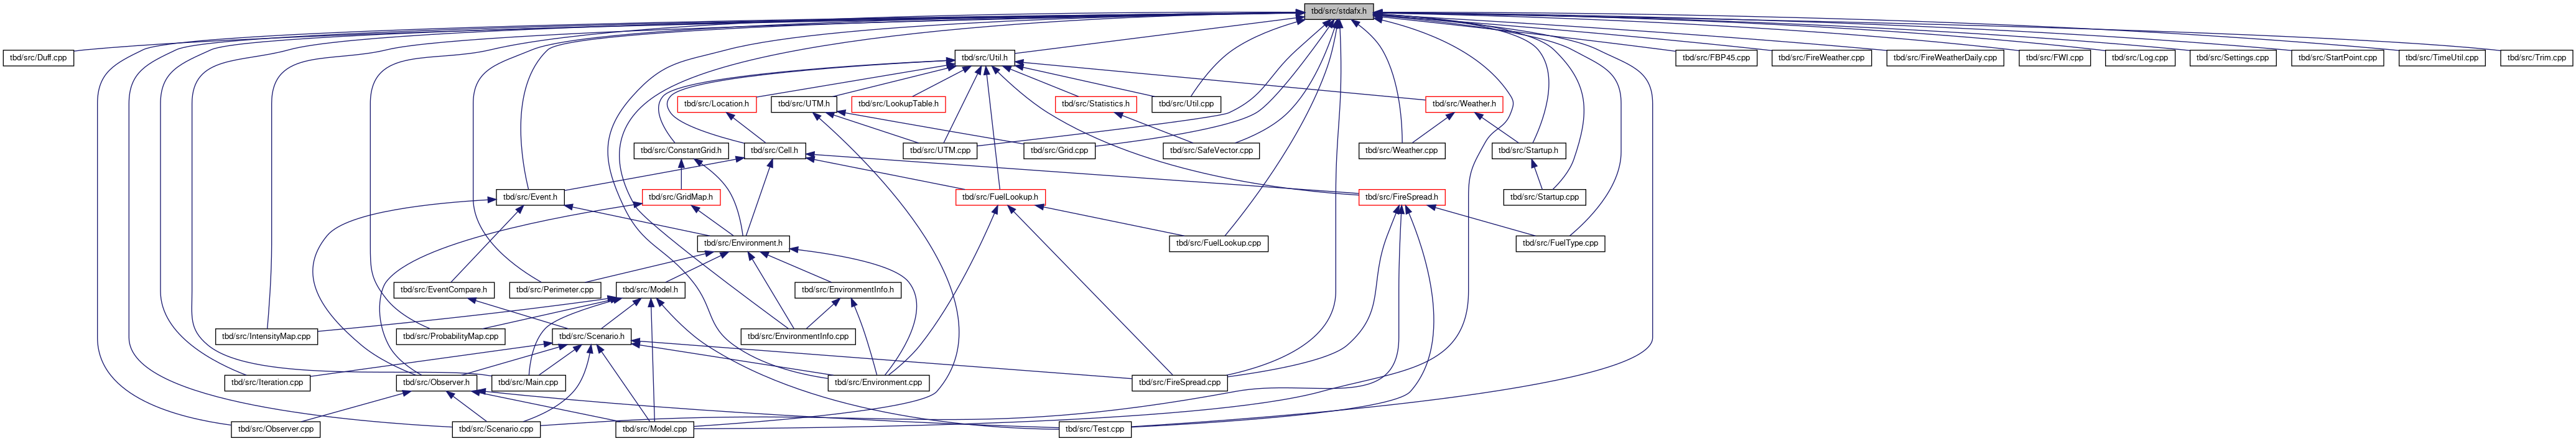 tbd/src/stdafx.h
tbd/src/Duff.cpp
tbd/src/Util.h
tbd/src/FBP45.cpp
tbd/src/FireWeather.cpp
tbd/src/FireWeatherDaily.cpp
tbd/src/FWI.cpp
tbd/src/Log.cpp
tbd/src/Settings.cpp
tbd/src/StartPoint.cpp
tbd/src/TimeUtil.cpp
tbd/src/Trim.cpp
tbd/src/Location.h
tbd/src/UTM.h
tbd/src/LookupTable.h
tbd/src/Statistics.h
tbd/src/Util.cpp
tbd/src/Weather.h
tbd/src/ConstantGrid.h
tbd/src/Cell.h
tbd/src/UTM.cpp
tbd/src/Grid.cpp
tbd/src/SafeVector.cpp
tbd/src/Weather.cpp
tbd/src/Startup.h
tbd/src/Event.h
tbd/src/GridMap.h
tbd/src/FuelLookup.h
tbd/src/FireSpread.h
tbd/src/Startup.cpp
tbd/src/Environment.h
tbd/src/FuelLookup.cpp
tbd/src/FuelType.cpp
tbd/src/EventCompare.h
tbd/src/Perimeter.cpp
tbd/src/Model.h
tbd/src/EnvironmentInfo.h
tbd/src/IntensityMap.cpp
tbd/src/ProbabilityMap.cpp
tbd/src/Scenario.h
tbd/src/EnvironmentInfo.cpp
tbd/src/Iteration.cpp
tbd/src/Observer.h
tbd/src/Main.cpp
tbd/src/Environment.cpp
tbd/src/FireSpread.cpp
tbd/src/Observer.cpp
tbd/src/Scenario.cpp
tbd/src/Model.cpp
tbd/src/Test.cpp